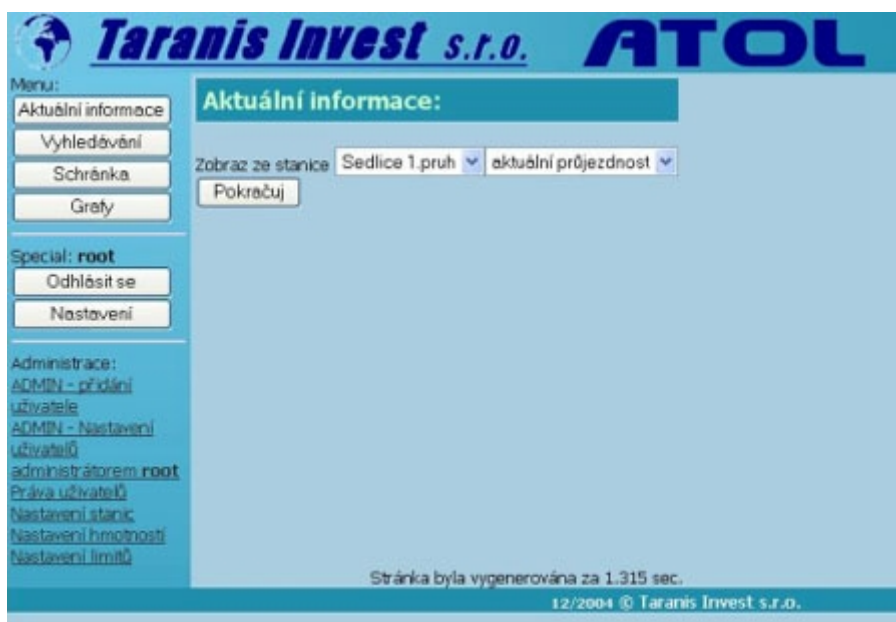 Taranis Invest s.r.o. ATOL
Menu:
Aktuální informace
Vyhledávání
Schránka
Grafy
Special: root
Odhlásit se
Nastavení
Administrace:
ADMIN - přidání
uživatele
ADMIN - Nastavení
uživatelů
administrátorem root
Práva uživatelů
Nastavení stanic
Nastavení hmotností
Nastavení limitů
Aktuální informace:
Zobraz ze stanice Sedlice 1.pruh aktuální průjezdnost
Pokračuj
Stránka byla vygenerována za 1.315 sec.
12/2004 © Taranis Invest s.r.o.